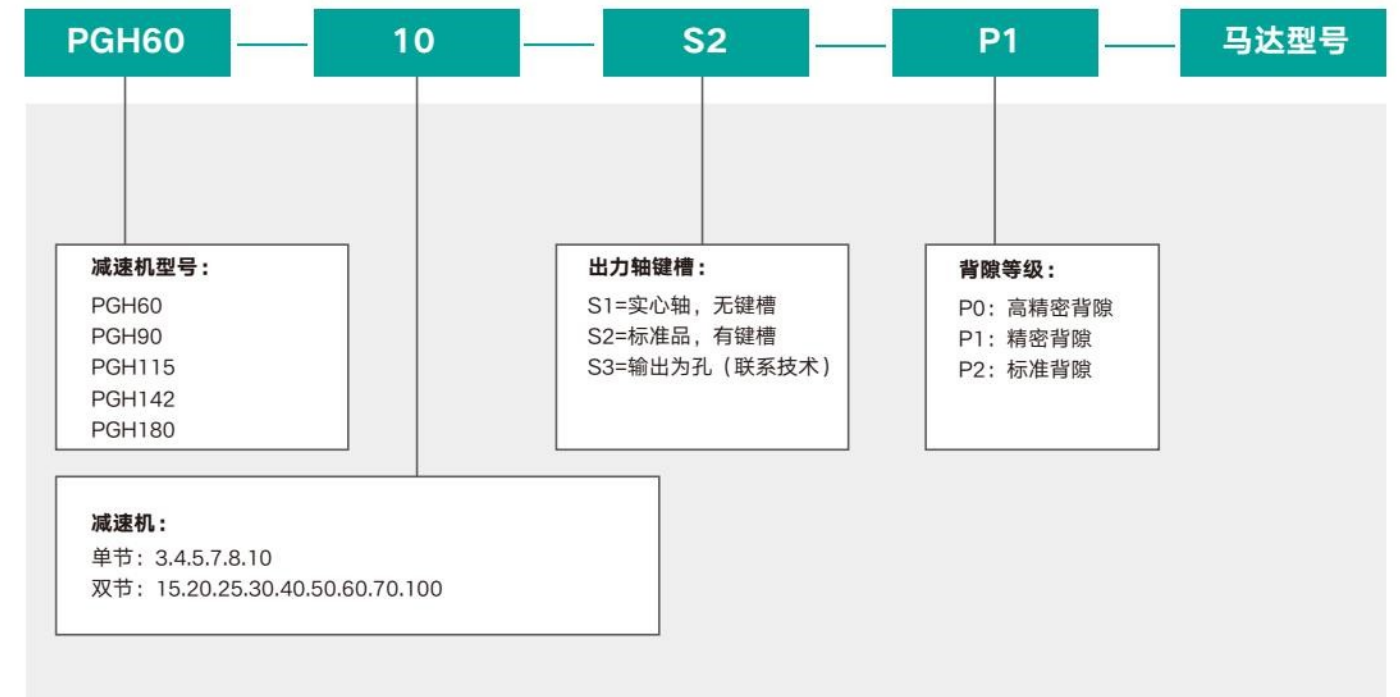 PGH60 10 S2 P1 马达型号
减速机型号：
PGH60
PGH90
PGH115
PGH142
PGH180
出力轴键槽：
S1=实心轴，无键槽
S2=标准品，有键槽
S3=输出为孔（联系技术）
背隙等级：
P0：高精密背隙
P1：精密背隙
P2：标准背隙
减速机：
单节：3.4.5.7.8.10
双节：15.20.25.30.40.50.60.70.100